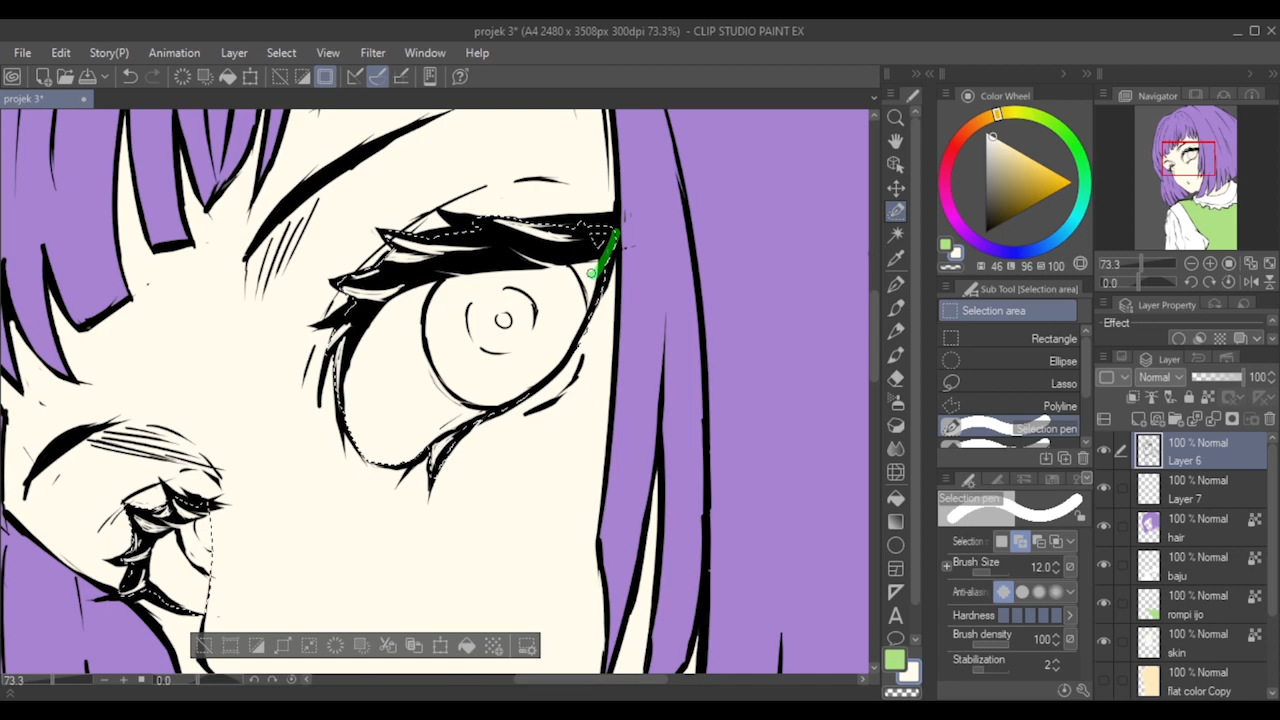 projek 3* (A4 2480 x 3508px 300dpi 73.3%) - CLIP STUDIO PAINT EX
File Edit Story(P) Animation Layer Select View Filter Window Help
projek 3*
Color Wheel
Navigator
46 96 100
73.3
0.0
Sub Tool [Selection area]
Selection area
Rectangle
Ellipse
Lasso
Polyline
Selection pen
Selection pen
Selection
Brush Size 12.0
Anti-aliasin
Hardness
Brush density 100
Stabilization 2
Layer Property
Effect
Layer
Normal 100
100 % Normal
Layer 6
100 % Normal
Layer 7
100 % Normal
hair
100 % Normal
baju
100 % Normal
rompi ijo
100 % Normal
skin
100 % Normal
flat color Copy
73.3 0.0